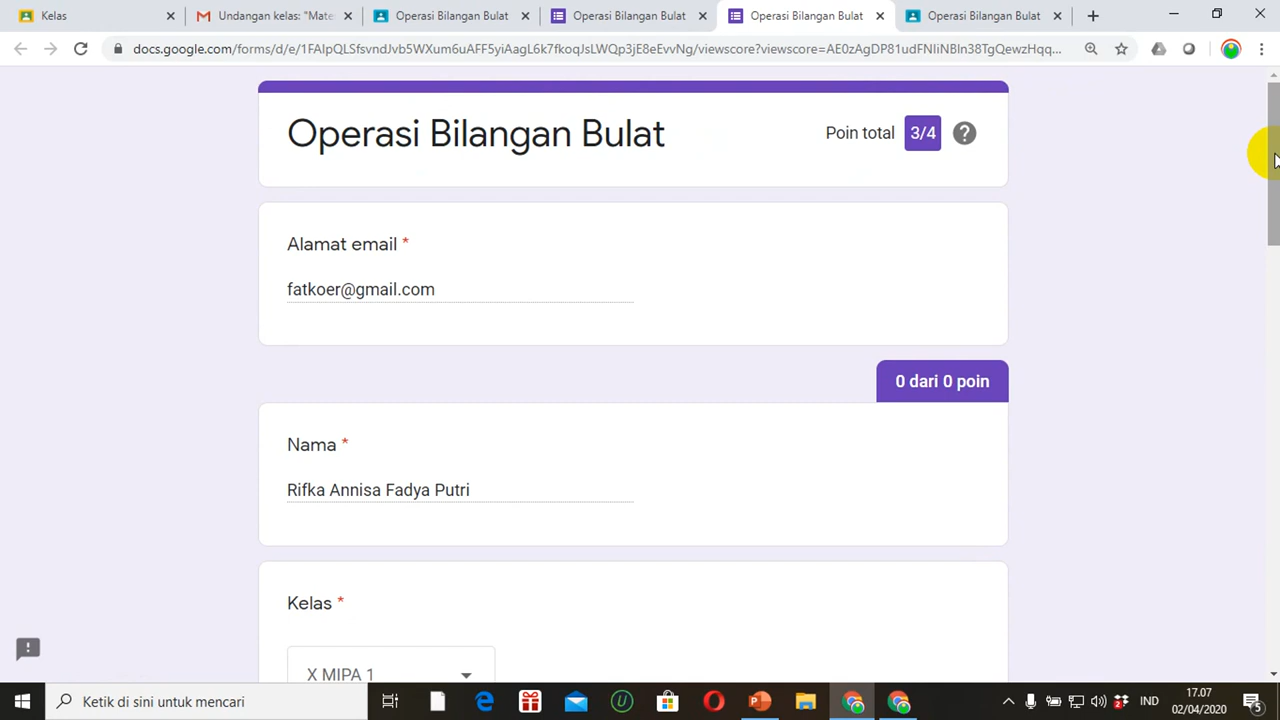 Kelas
Undangan kelas: "Mate
Operasi Bilangan Bulat
Operasi Bilangan Bulat
Operasi Bilangan Bulat
Operasi Bilangan Bulat
docs.google.com/forms/d/e/1FAIpQLSfsvndJvb5WXum6uAFF5yiAagL6k7fkoqJsLWQp3jE8eEvvNg/viewscore?viewscore=AE0zAgDP81udFNIiNBln38TgQewzHqq...
Operasi Bilangan Bulat
Poin total 3/4
Alamat email *
fatkoer@gmail.com
0 dari 0 poin
Nama *
Rifka Annisa Fadya Putri
Kelas *
X MIPA 1
Ketik di sini untuk mencari
IND
17.07
02/04/2020
5